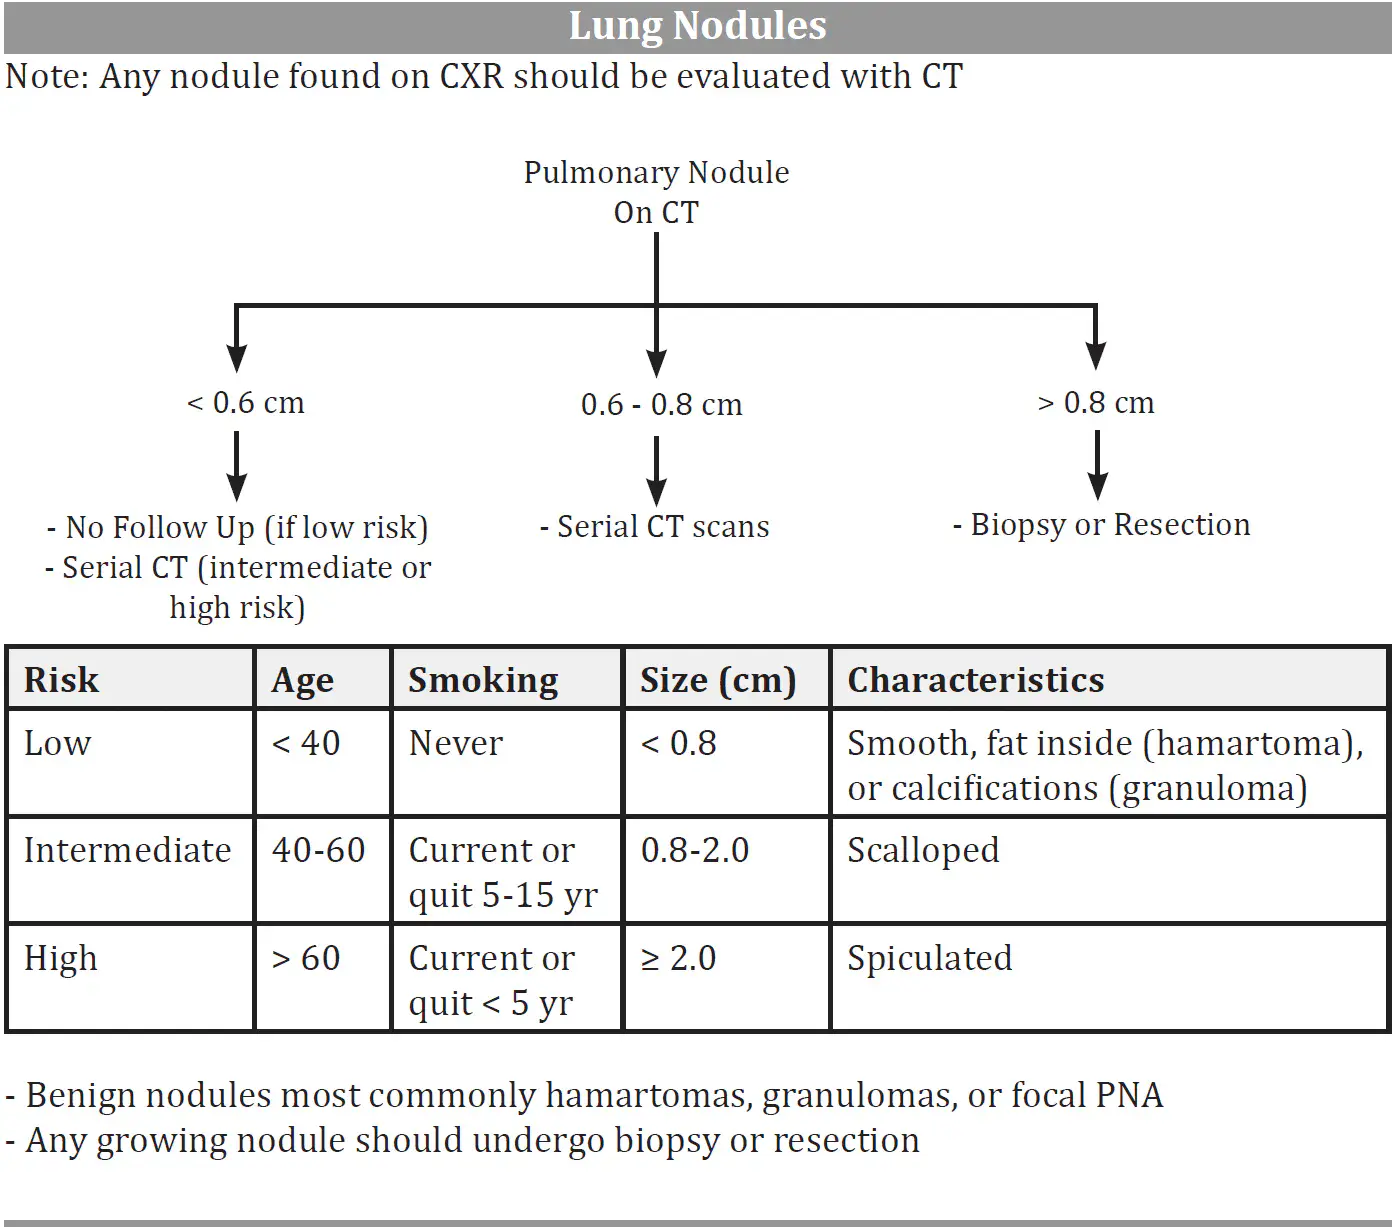 Lung Nodules
Note: Any nodule found on CXR should be evaluated with CT
Pulmonary Nodule
On CT
< 0.6 cm
0.6 - 0.8 cm
> 0.8 cm
- No Follow Up (if low risk)
- Serial CT (intermediate or
high risk)
- Serial CT scans
- Biopsy or Resection
Risk Age Smoking Size (cm) Characteristics
Low < 40 Never < 0.8 Smooth, fat inside (hamartoma),
or calcifications (granuloma)
Intermediate 40-60 Current or 0.8-2.0 Scalloped
quit 5-15 yr
High > 60 Current or ≥ 2.0 Spiculated
quit < 5 yr
- Benign nodules most commonly hamartomas, granulomas, or focal PNA
- Any growing nodule should undergo biopsy or resection